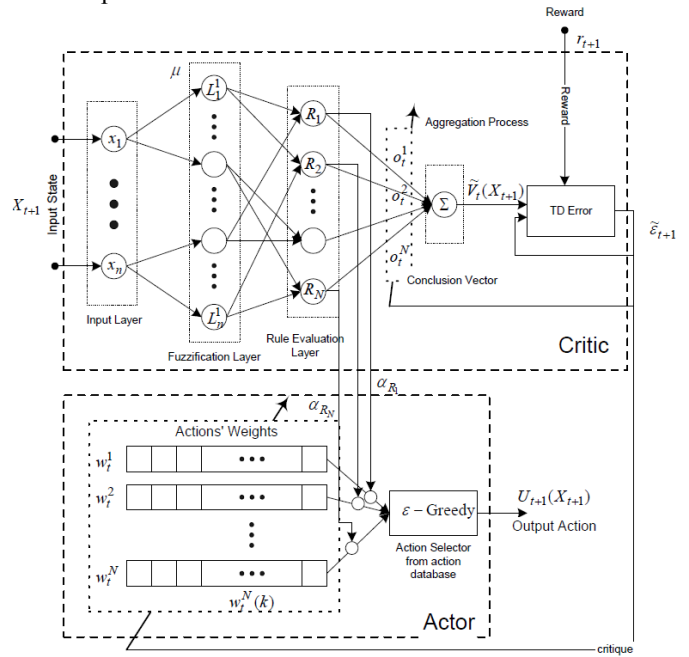 Reward
r_{t+1}
Reward
μ
L_1^1
R_1
Aggregation Process
x_1
o_t^1
R_2
o_t^2
Ṽ_t(X_{t+1})
X_{t+1}
Input State
Σ
TD Error
ε̃_{t+1}
o_t^N
x_n
L_n^1
R_N
Conclusion Vector
Input Layer
Rule Evaluation
Layer
Fuzzification Layer
Critic
α_{R_1}
α_{R_N}
Actions' Weights
w_t^1
w_t^2
ε – Greedy
U_{t+1}(X_{t+1})
Output Action
Action Selector
from action
database
w_t^N
w_t^N(k)
Actor
critique